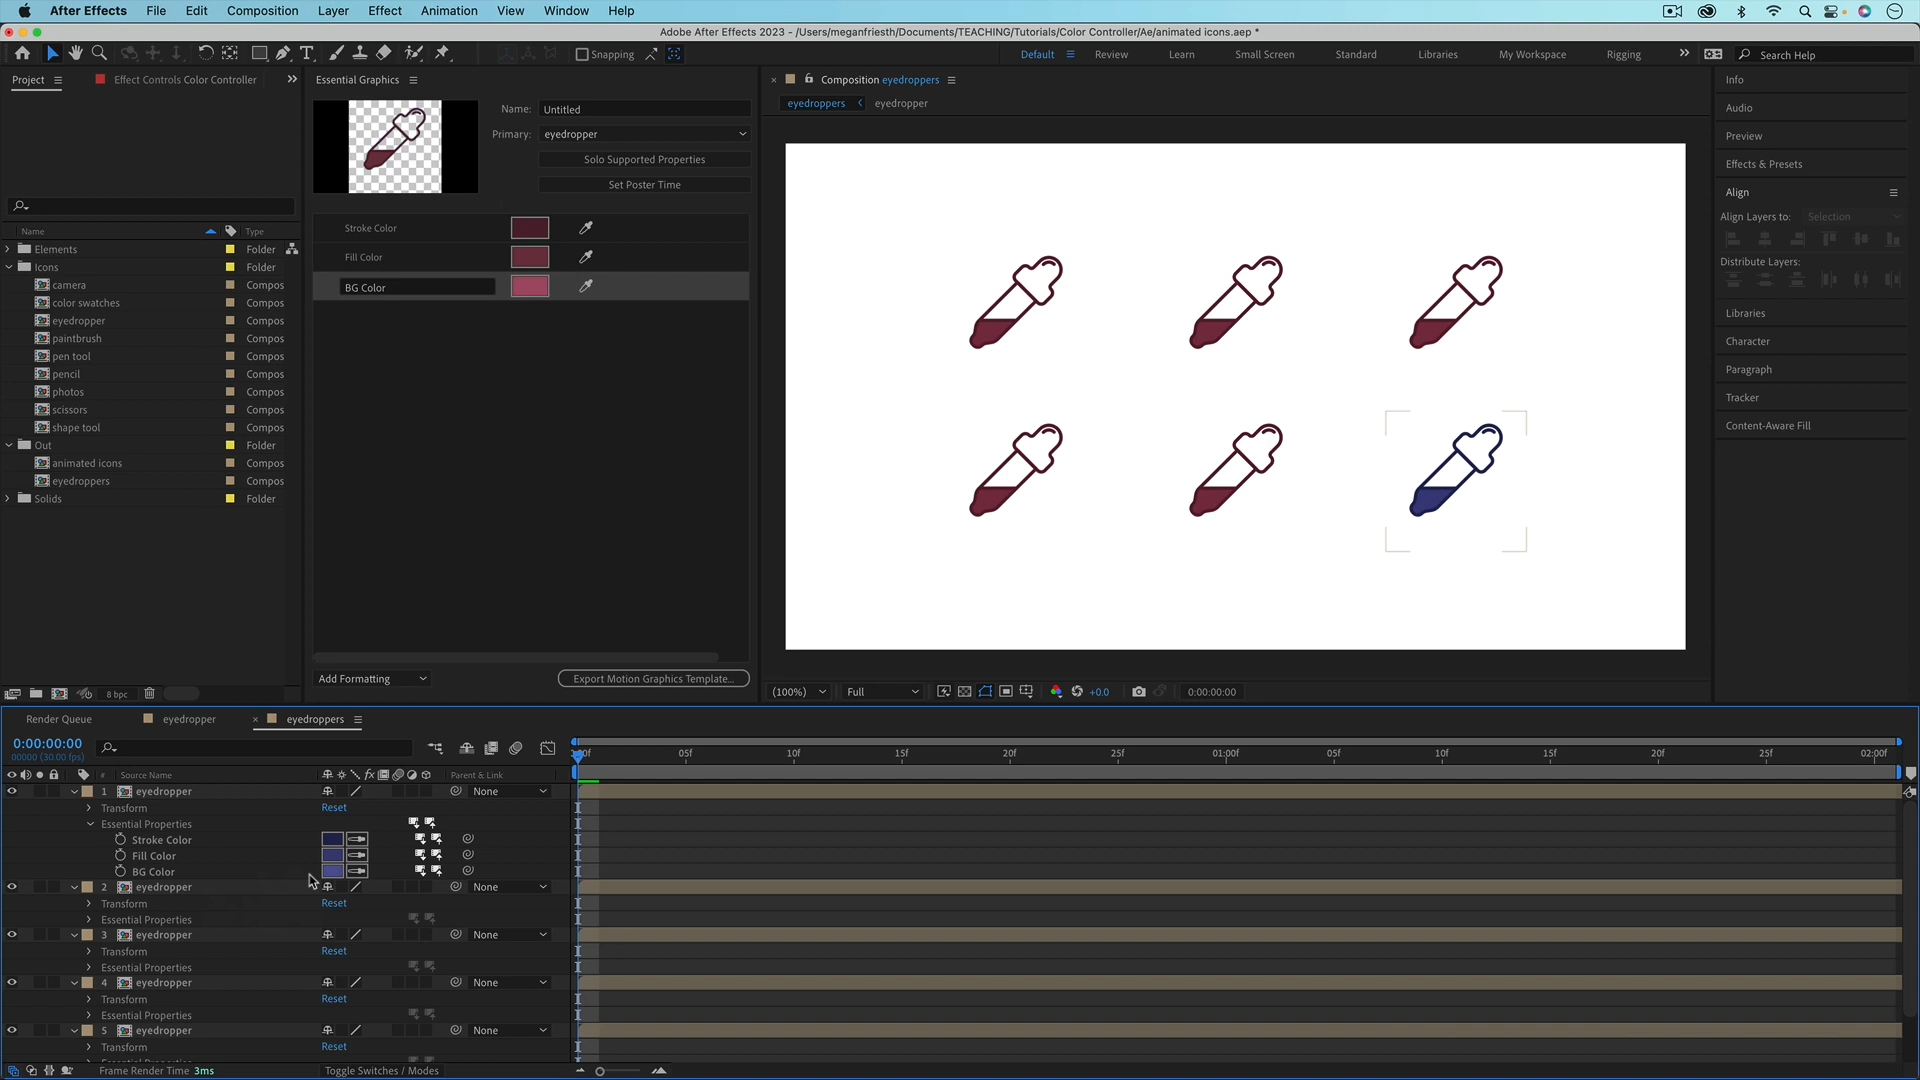 After Effects File Edit Composition Layer Effect Animation View Window Help
Adobe After Effects 2023 - /Users/meganfriesth/Documents/TEACHING/Tutorials/Color Controller/Ae/animated icons.aep *
Snapping Default Review Learn Small Screen Standard Libraries My Workspace Rigging Search Help
Project Effect Controls Color Controller
Name Type
Elements Folder
Icons Folder
camera Compos
color swatches Compos
eyedropper Compos
paintbrush Compos
pen tool Compos
pencil Compos
photos Compos
scissors Compos
shape tool Compos
Out Folder
animated icons Compos
eyedroppers Compos
Solids Folder
8 bpc
Essential Graphics
Name: Untitled
Primary: eyedropper
Solo Supported Properties
Set Poster Time
Stroke Color
Fill Color
BG Color
Add Formatting Export Motion Graphics Template...
Composition eyedroppers
eyedroppers eyedropper
(100%) Full +0.0 0:00:00:00
Info
Audio
Preview
Effects & Presets
Align
Align Layers to: Selection
Distribute Layers:
Libraries
Character
Paragraph
Tracker
Content-Aware Fill
Render Queue eyedropper eyedroppers
0:00:00:00
00000 (30.00 fps)
05f 10f 15f 20f 25f 01:00f 05f 10f 15f 20f 25f 02:00f
# Source Name Parent & Link
1 eyedropper None
Transform Reset
Essential Properties
Stroke Color
Fill Color
BG Color
2 eyedropper None
Transform Reset
Essential Properties
3 eyedropper None
Transform Reset
Essential Properties
4 eyedropper None
Transform Reset
Essential Properties
5 eyedropper None
Transform Reset
Frame Render Time 3ms Toggle Switches / Modes